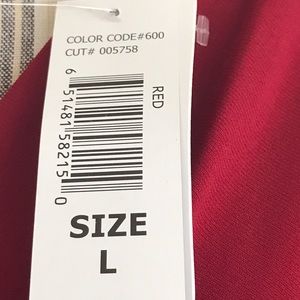 COLOR CODE#600
CUT# 005758
RED
6 51481 58215 0
SIZE
L